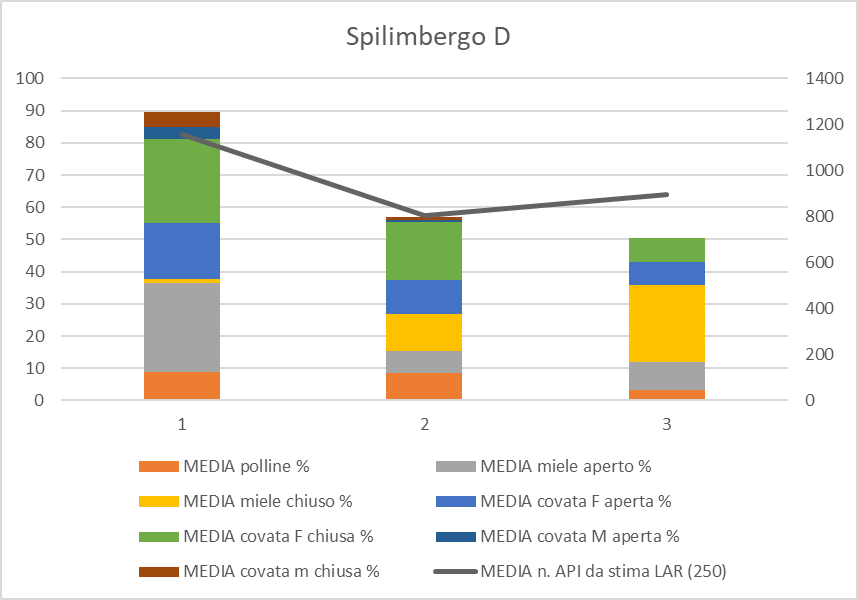 Spilimbergo D
100 1400
90 1200
80
70 1000
60 800
50
40 600
30 400
20
10 200
0 0
1 2 3
MEDIA polline % MEDIA miele aperto %
MEDIA miele chiuso % MEDIA covata F aperta %
MEDIA covata F chiusa % MEDIA covata M aperta %
MEDIA covata m chiusa % MEDIA n. API da stima LAR (250)